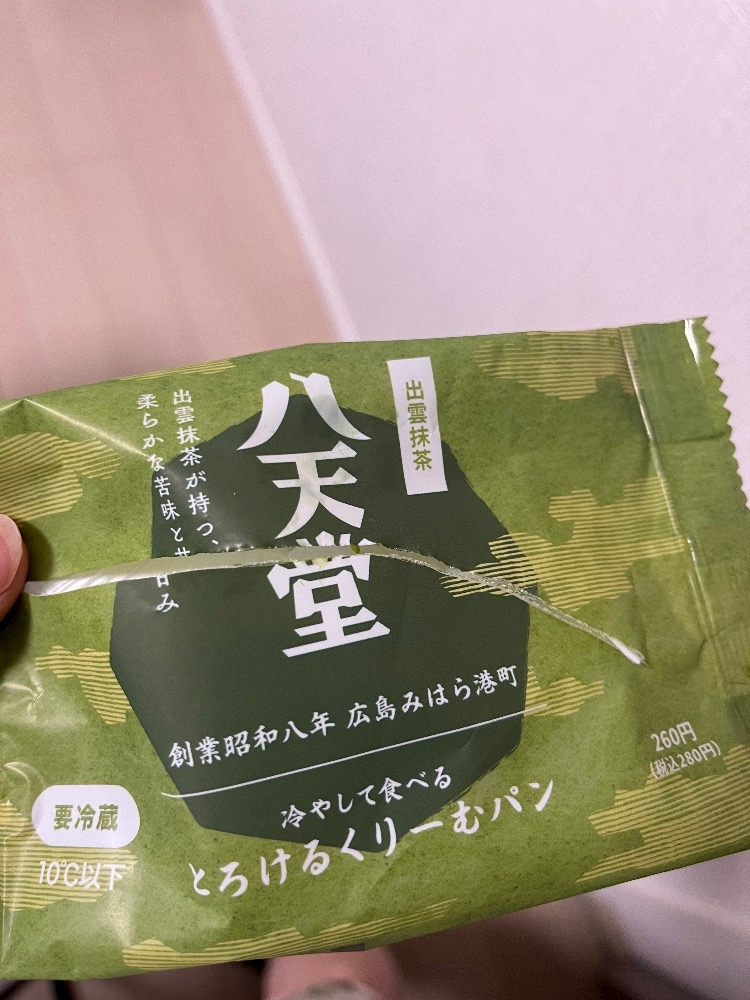 出雲抹茶
八天堂
出雲抹茶が持つ、
柔らかな苦味と甘み
創業昭和八年 広島みはら港町
冷やして食べる
とろけるくりーむパン
260円
(税込280円)
要冷蔵
10℃以下